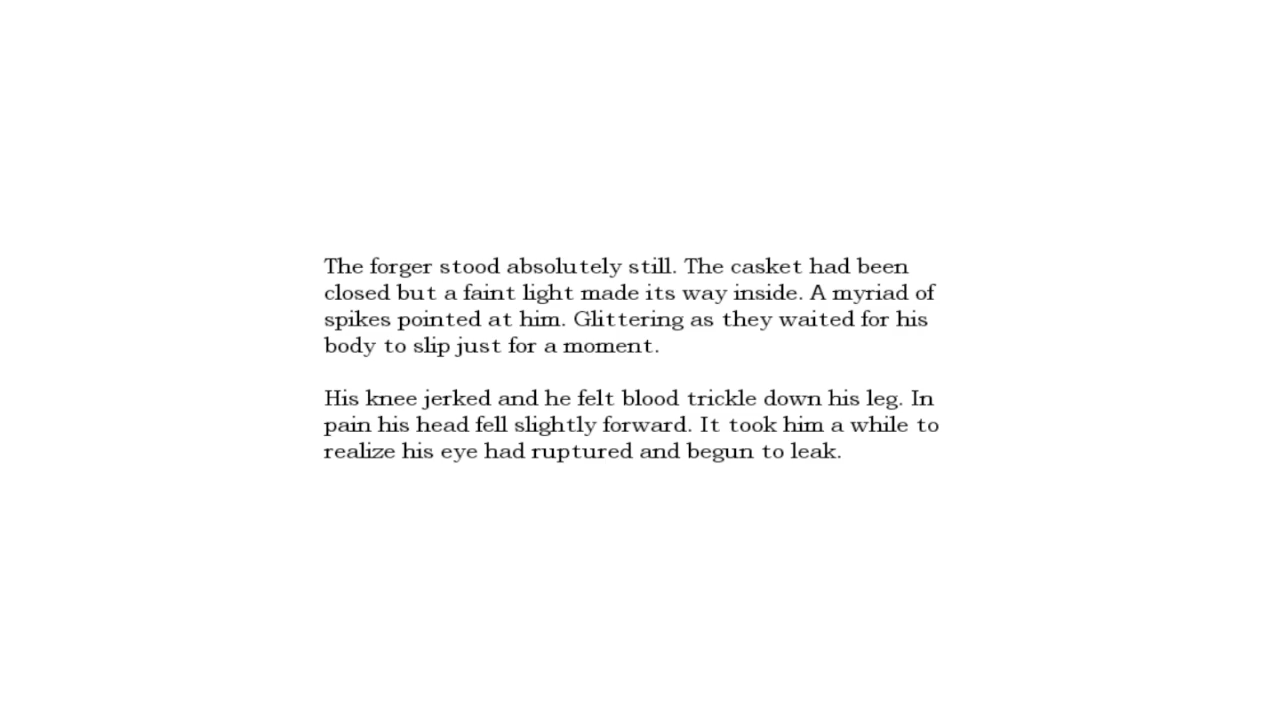 The forger stood absolutely still. The casket had been
closed but a faint light made its way inside. A myriad of
spikes pointed at him. Glittering as they waited for his
body to slip just for a moment.
His knee jerked and he felt blood trickle down his leg. In
pain his head fell slightly forward. It took him a while to
realize his eye had ruptured and begun to leak.